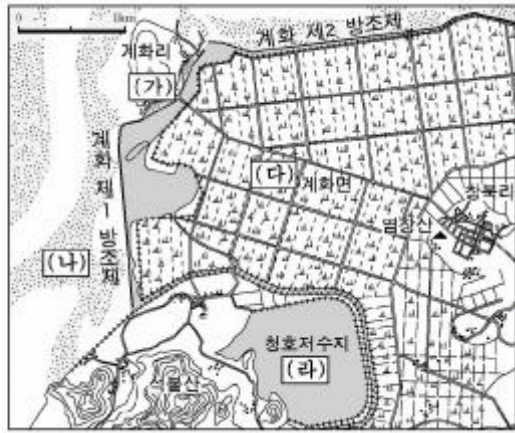 0 1km
계화리
계화 제2 방조제
(가)
계화 제1 방조제
(다)
계화면
창북리
염창산
(나)
청호저수지
(라)
석불산